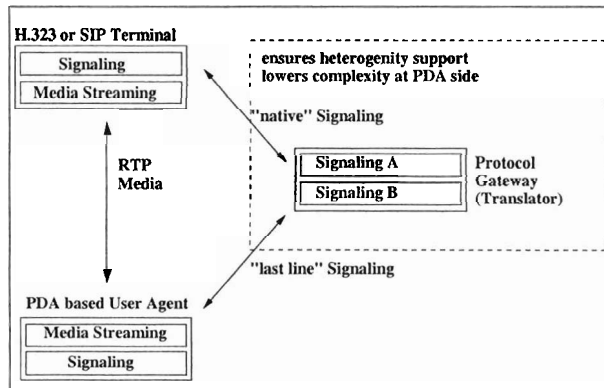 H.323 or SIP Terminal
Signaling
Media Streaming
ensures heterogenity support
lowers complexity at PDA side
"native" Signaling
RTP
Media
Signaling A
Signaling B
Protocol
Gateway
(Translator)
"last line" Signaling
PDA based User Agent
Media Streaming
Signaling